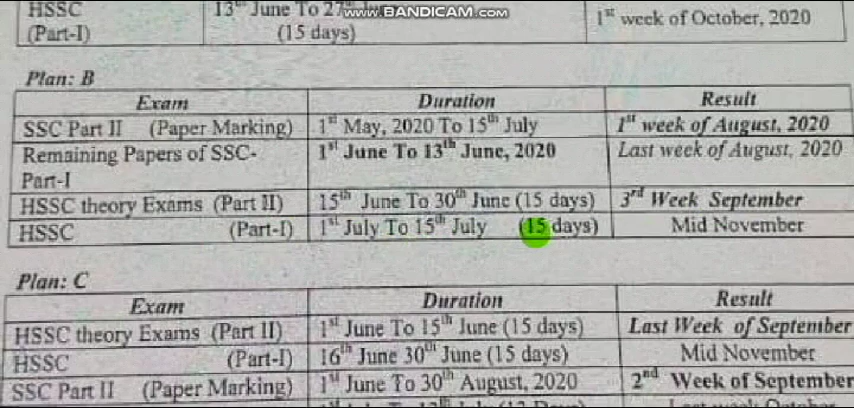 HSSC 13th June To 27th
www.BANDICAM.com
(Part-I) (15 days) 1st week of October, 2020
Plan: B
Exam Duration Result
SSC Part II (Paper Marking) 1st May, 2020 To 15th July 1st week of August, 2020
Remaining Papers of SSC- 1st June To 13th June, 2020 Last week of August, 2020
Part-I
HSSC theory Exams (Part II) 15th June To 30th June (15 days) 3rd Week September
HSSC (Part-I) 1st July To 15th July (15 days) Mid November
Plan: C
Exam Duration Result
HSSC theory Exams (Part II) 1st June To 15th June (15 days) Last Week of September
HSSC (Part-I) 16th June 30th June (15 days) Mid November
SSC Part II (Paper Marking) 1st June To 30th August, 2020 2nd Week of September